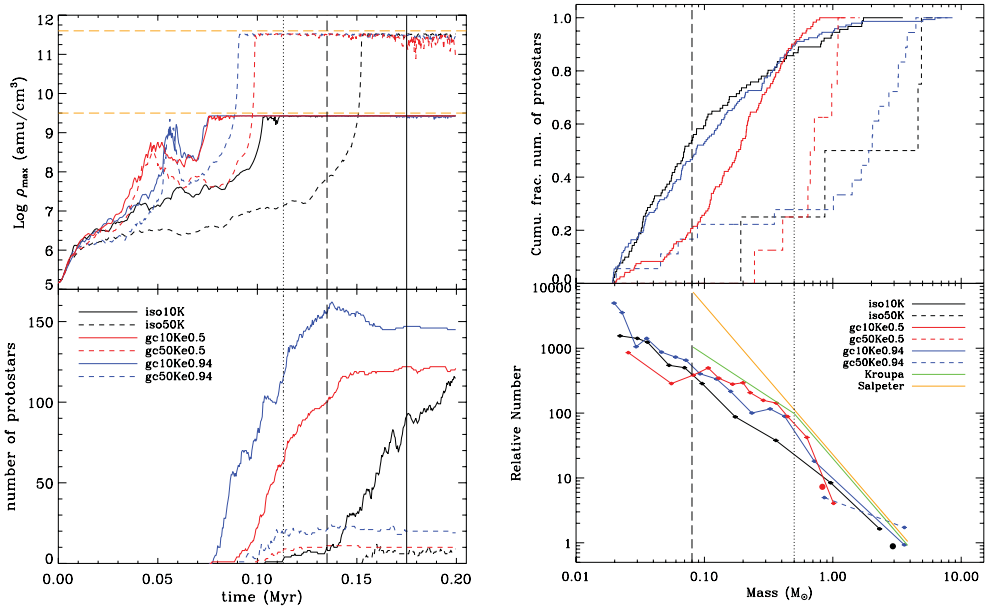 12
11
10
9
8
7
6
5
Log ρmax (amu/cm³)
150
100
50
0
number of protostars
iso10K
iso50K
gc10Ke0.5
gc50Ke0.5
gc10Ke0.94
gc50Ke0.94
0.00 0.05 0.10 0.15 0.20
time (Myr)
1.0
0.8
0.6
0.4
0.2
0.0
Cumu. frac. num. of protostars
10000
1000
100
10
1
Relative Number
iso10K
iso50K
gc10Ke0.5
gc50Ke0.5
gc10Ke0.94
gc50Ke0.94
Kroupa
Salpeter
0.01 0.10 1.00 10.00
Mass (M⊙)